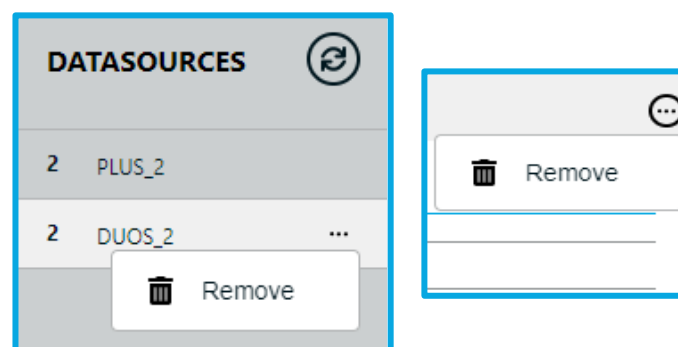 DATASOURCES
2 PLUS_2
2 DUOS_2 ...
Remove
Remove